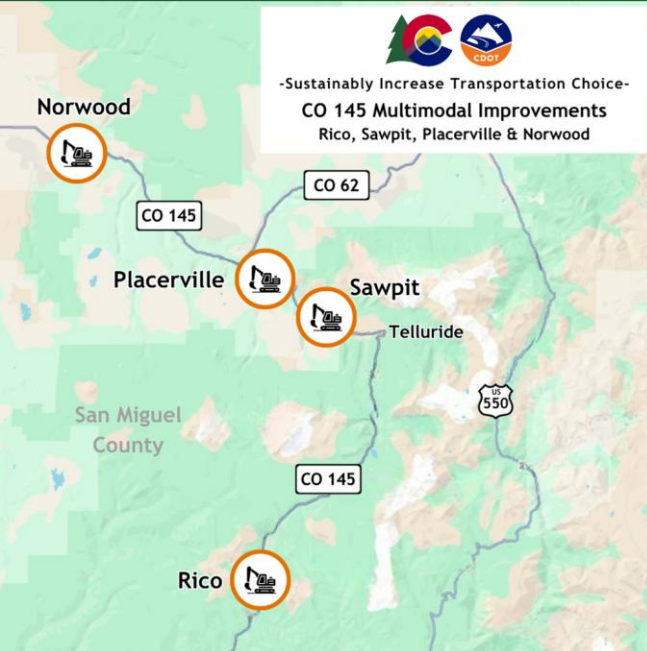 CDOT
-Sustainably Increase Transportation Choice-
CO 145 Multimodal Improvements
Rico, Sawpit, Placerville & Norwood
Norwood
CO 62
CO 145
Placerville
Sawpit
Telluride
US
550
San Miguel
County
CO 145
Rico